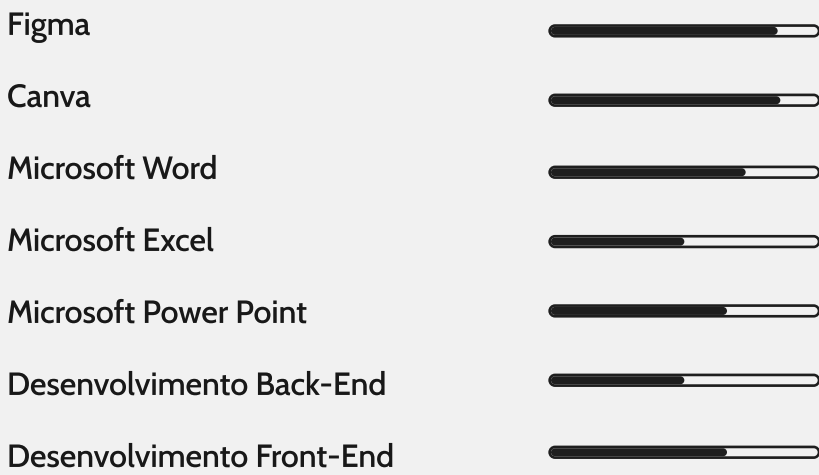 Figma
Canva
Microsoft Word
Microsoft Excel
Microsoft Power Point
Desenvolvimento Back-End
Desenvolvimento Front-End